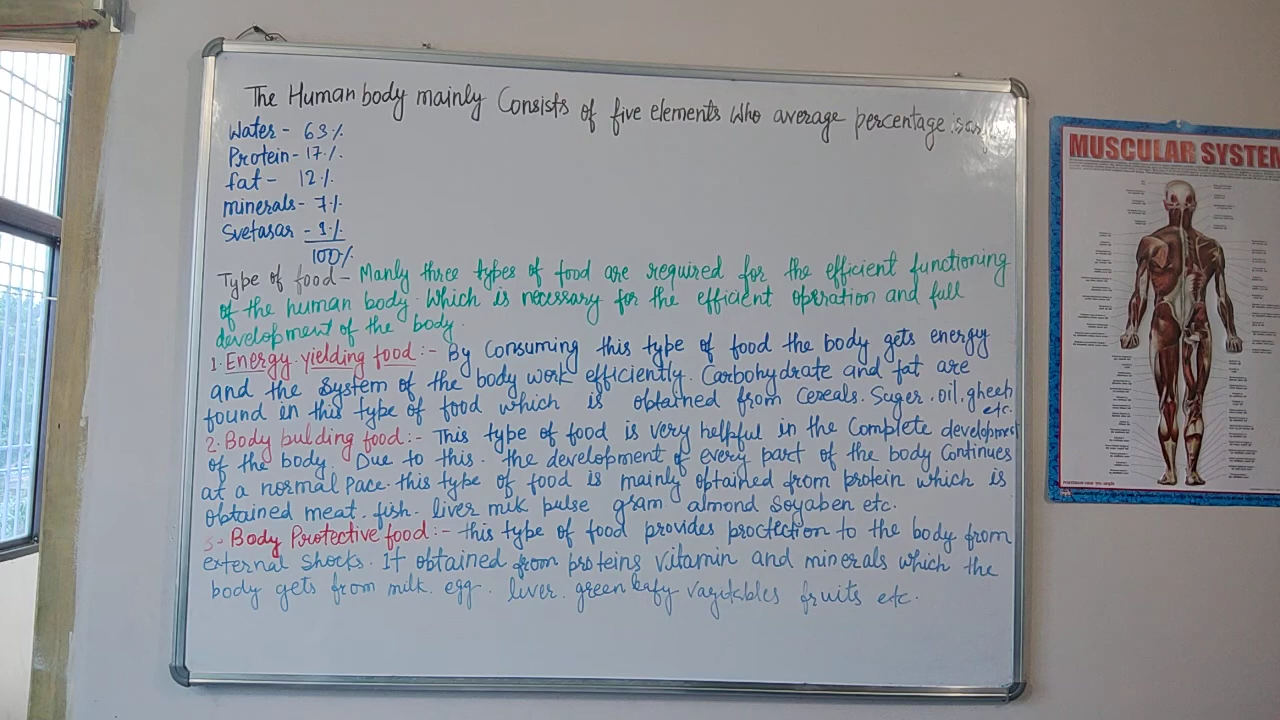 The Human body mainly Consists of five elements Who average percentage is as
Water - 63%
Protein - 17%
fat - 12%
minerals - 7%
Svetasar - 1%
100%
Type of food - Manly three types of food are required for the efficient functioning
of the human body. Which is necessary for the efficient operation and full
development of the body.
1. Energy yielding food :- By Consuming this type of food the body gets energy
and the system of the body work efficiently. Carbohydrate and fat are
found in this type of food which is obtained from Cereals. Suger. oil. gheeh
etc.
2. Body bulding food :- This type of food is very helpful in the Complete development
of the body. Due to this. The development of every part of the body Continues
at a normal Pace. this type of food is mainly obtained from protein which is
obtained meat. fish. liver milk pulse gram almond Soyaben etc.
3- Body Protective food :- this type of food provides proctection to the body from
external Shocks. It obtained from proteins vitamin and minerals which the
body gets from milk. egg. liver. green leafy vagitables fruits etc.
MUSCULAR SYSTEM